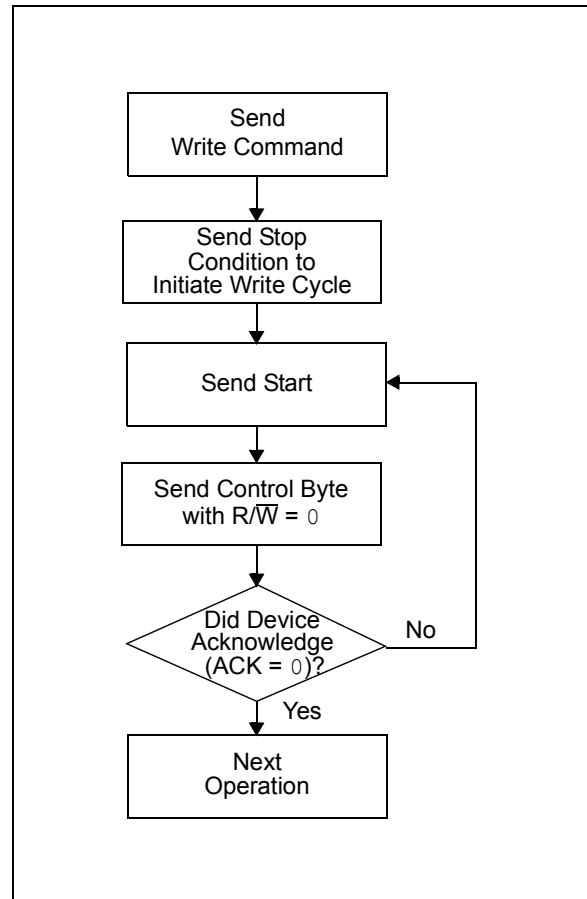 Send
Write Command
Send Stop
Condition to
Initiate Write Cycle
Send Start
Send Control Byte
with R/W̅ = 0
Did Device
Acknowledge
(ACK = 0)?
No
Yes
Next
Operation